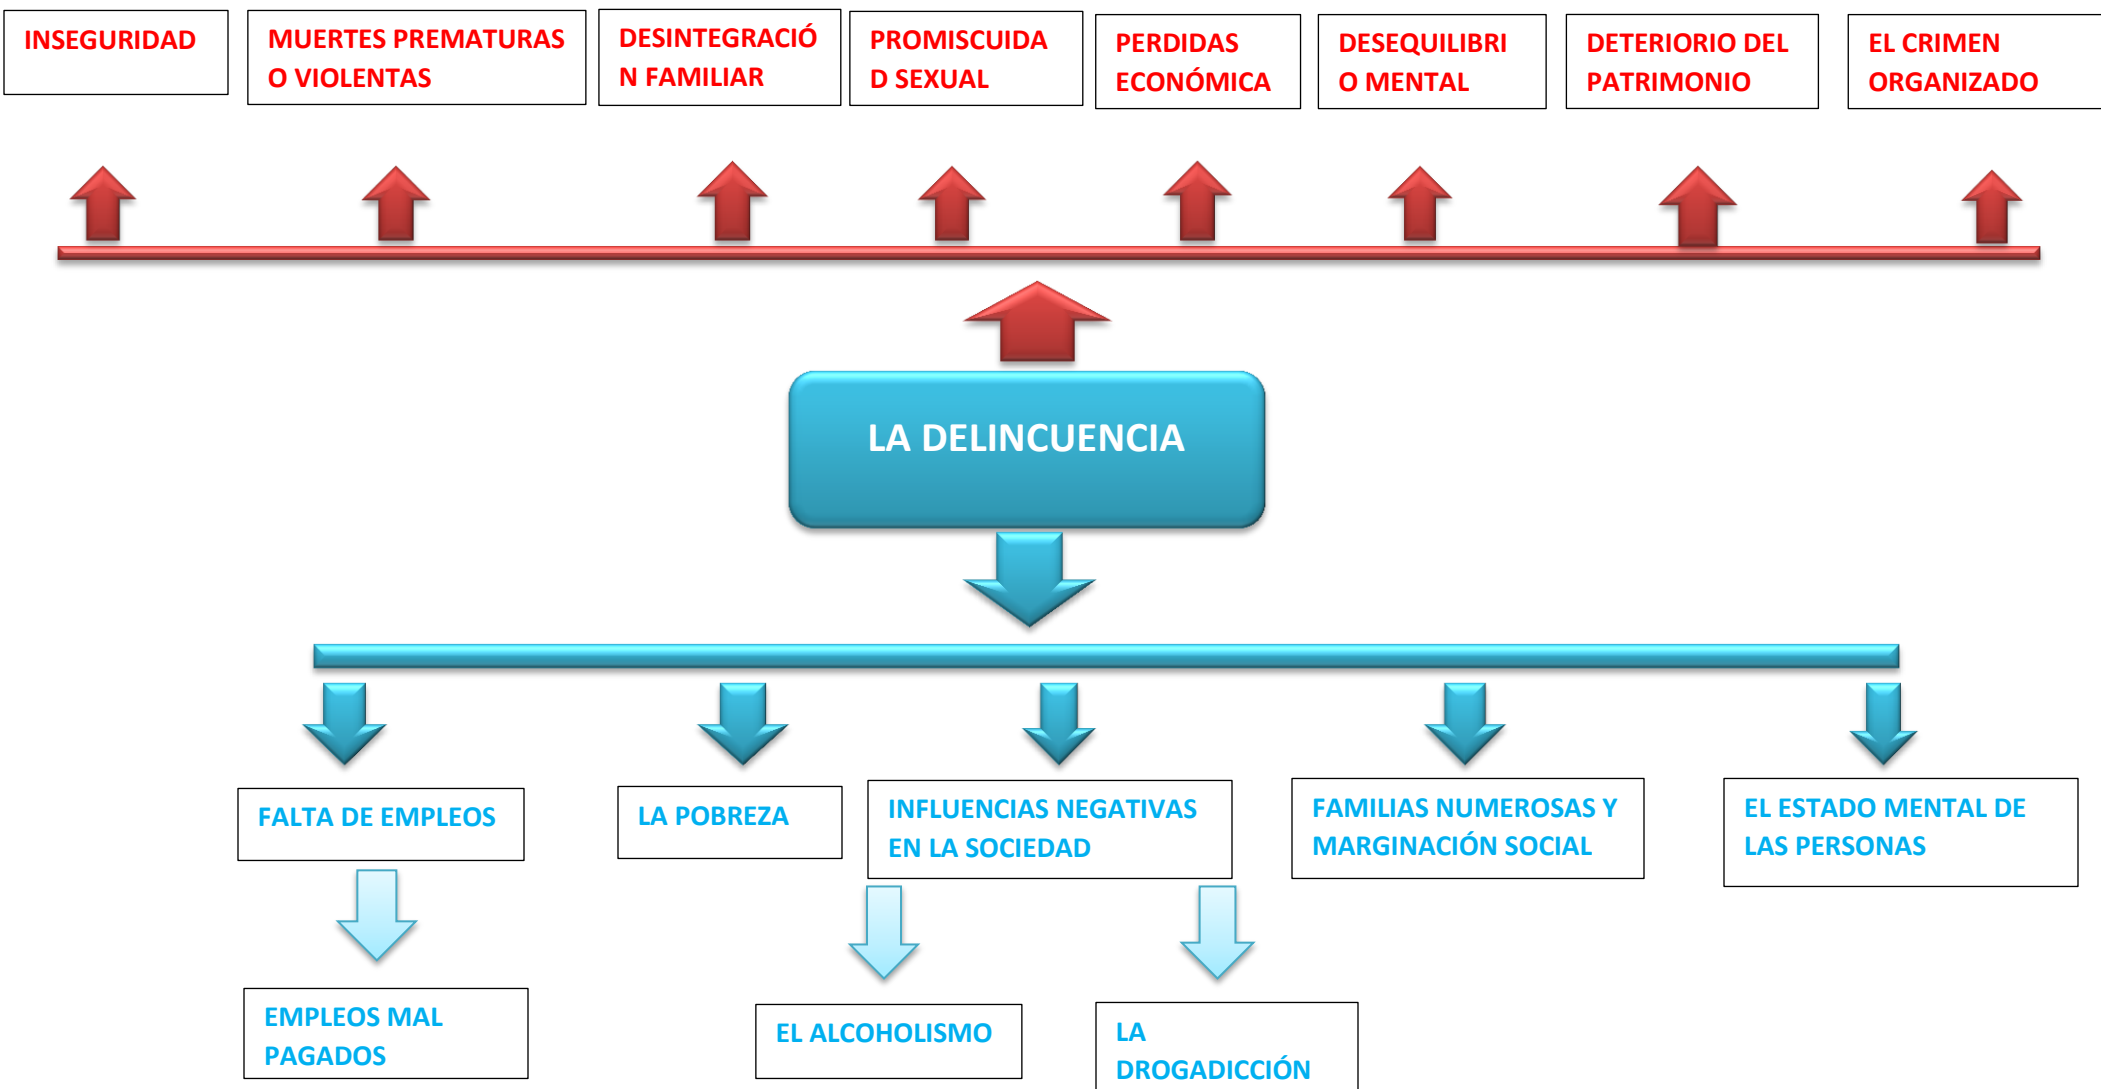 INSEGURIDAD
MUERTES PREMATURAS
O VIOLENTAS
DESINTEGRACIÓ
N FAMILIAR
PROMISCUIDA
D SEXUAL
PERDIDAS
ECONÓMICA
DESEQUILIBRI
O MENTAL
DETERIORIO DEL
PATRIMONIO
EL CRIMEN
ORGANIZADO
LA DELINCUENCIA
FALTA DE EMPLEOS
LA POBREZA
INFLUENCIAS NEGATIVAS
EN LA SOCIEDAD
FAMILIAS NUMEROSAS Y
MARGINACIÓN SOCIAL
EL ESTADO MENTAL DE
LAS PERSONAS
EMPLEOS MAL
PAGADOS
EL ALCOHOLISMO
LA
DROGADICCIÓN